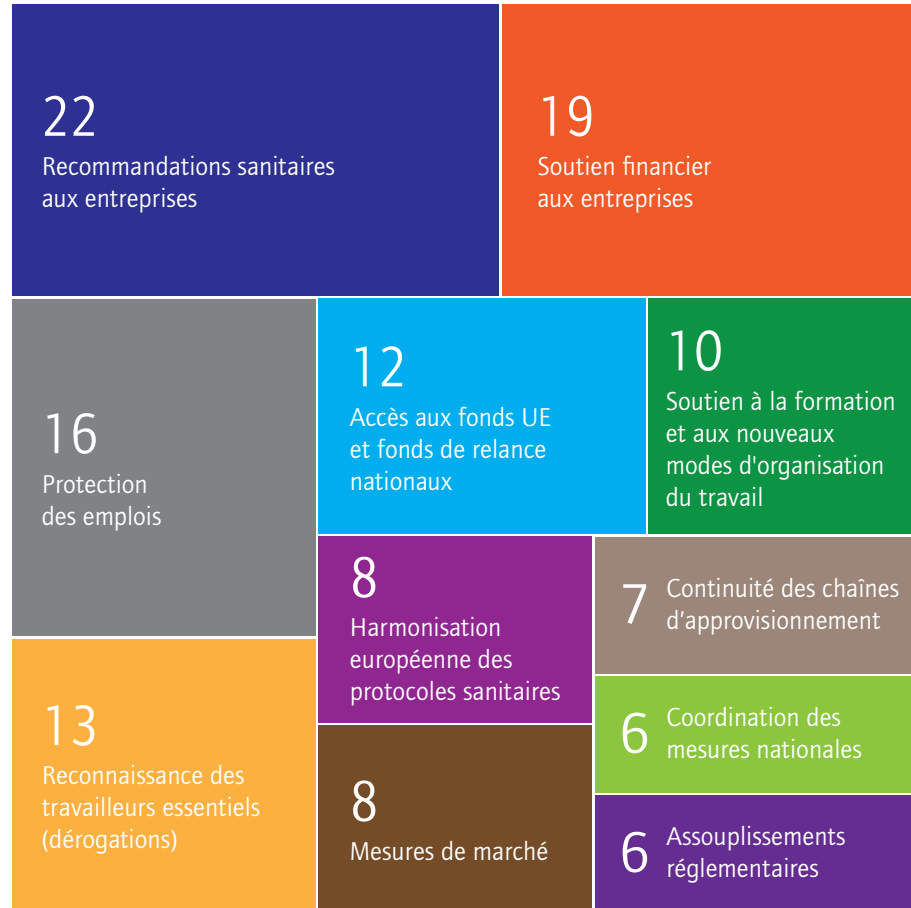 22
Recommandations sanitaires
aux entreprises
19
Soutien financier
aux entreprises
16
Protection
des emplois
12
Accès aux fonds UE
et fonds de relance
nationaux
10
Soutien à la formation
et aux nouveaux
modes d'organisation
du travail
13
Reconnaissance des
travailleurs essentiels
(dérogations)
8
Harmonisation
européenne des
protocoles sanitaires
8
Mesures de marché
7
Continuité des chaînes
d’approvisionnement
6
Coordination des
mesures nationales
6
Assouplissements
réglementaires